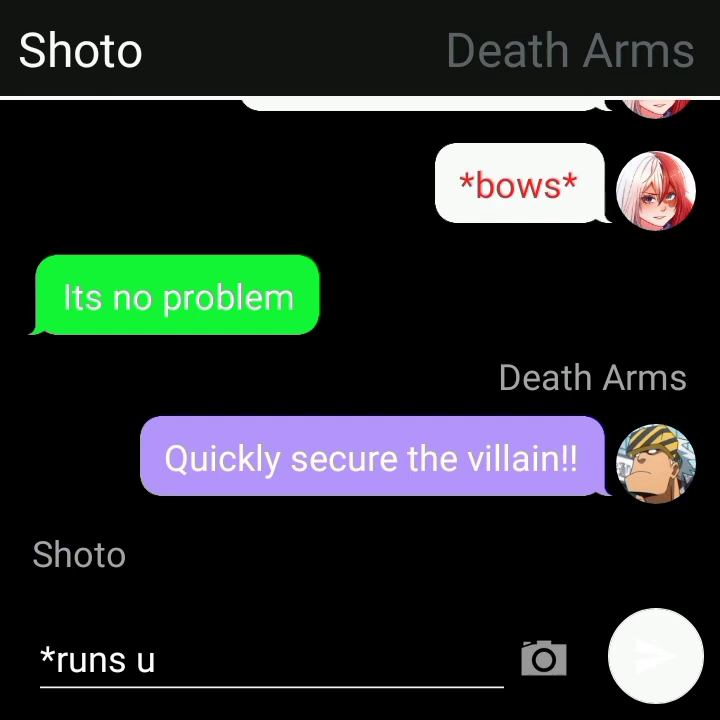 Shoto
Death Arms
*bows*
Its no problem
Death Arms
Quickly secure the villain!!
Shoto
*runs u